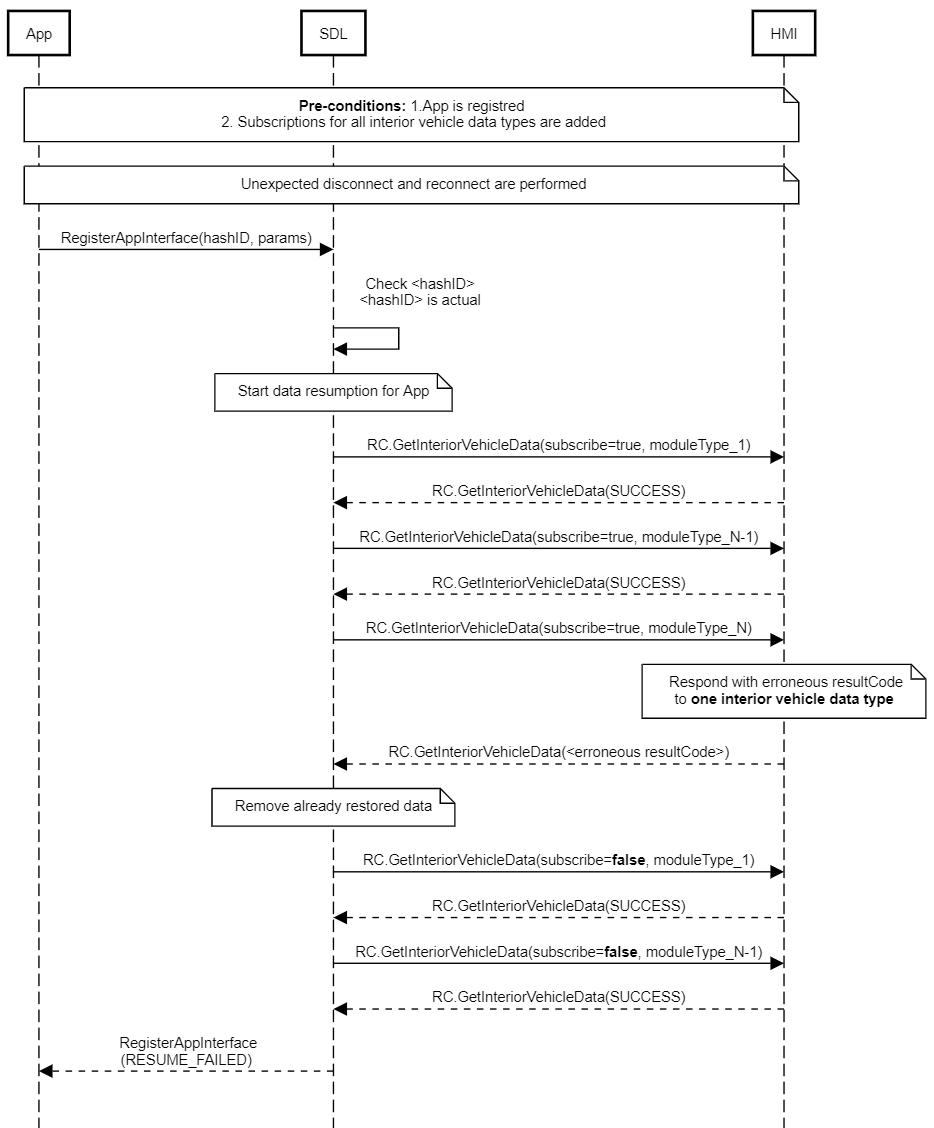 App
SDL
HMI
Pre-conditions: 1.App is registred
2. Subscriptions for all interior vehicle data types are added
Unexpected disconnect and reconnect are performed
RegisterAppInterface(hashID, params)
Check <hashID>
<hashID> is actual
Start data resumption for App
RC.GetInteriorVehicleData(subscribe=true, moduleType_1)
RC.GetInteriorVehicleData(SUCCESS)
RC.GetInteriorVehicleData(subscribe=true, moduleType_N-1)
RC.GetInteriorVehicleData(SUCCESS)
RC.GetInteriorVehicleData(subscribe=true, moduleType_N)
Respond with erroneous resultCode
to one interior vehicle data type
RC.GetInteriorVehicleData(<erroneous resultCode>)
Remove already restored data
RC.GetInteriorVehicleData(subscribe=false, moduleType_1)
RC.GetInteriorVehicleData(SUCCESS)
RC.GetInteriorVehicleData(subscribe=false, moduleType_N-1)
RC.GetInteriorVehicleData(SUCCESS)
RegisterAppInterface
(RESUME_FAILED)